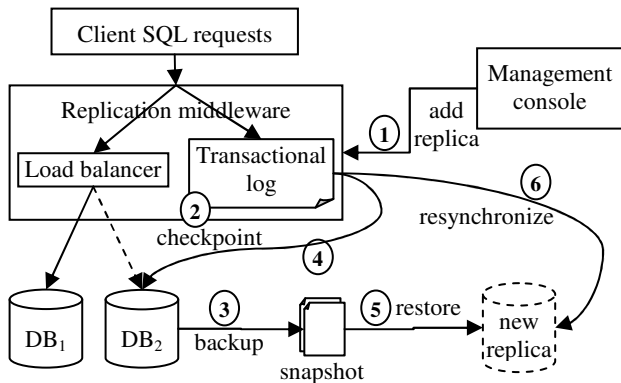 Client SQL requests
Management
console
Replication middleware
1
add
replica
Load balancer
Transactional
log
6
2
resynchronize
checkpoint
4
DB₁
DB₂
3
backup
5
restore
snapshot
new
replica